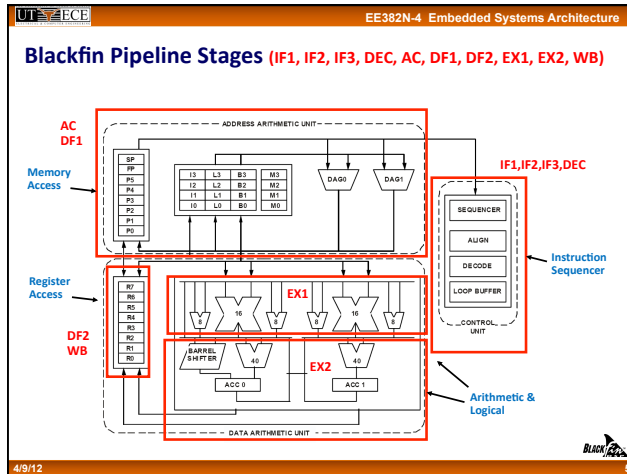 UT ECE
EE382N-4 Embedded Systems Architecture
Blackfin Pipeline Stages (IF1, IF2, IF3, DEC, AC, DF1, DF2, EX1, EX2, WB)
AC
DF1
ADDRESS ARITHMETIC UNIT
Memory
Access
SP
FP
P5
P4
P3
P2
P1
P0
I3 L3 B3 M3
I2 L2 B2 M2
I1 L1 B1 M1
I0 L0 B0 M0
DAG0 DAG1
IF1,IF2,IF3,DEC
SEQUENCER
ALIGN
DECODE
LOOP BUFFER
CONTROL
UNIT
Instruction
Sequencer
Register
Access
DF2
WB
R7
R6
R5
R4
R3
R2
R1
R0
EX1
8 16 8 8 16 8
BARREL
SHIFTER
40 EX2 40
ACC 0 ACC 1
DATA ARITHMETIC UNIT
Arithmetic &
Logical
4/9/12